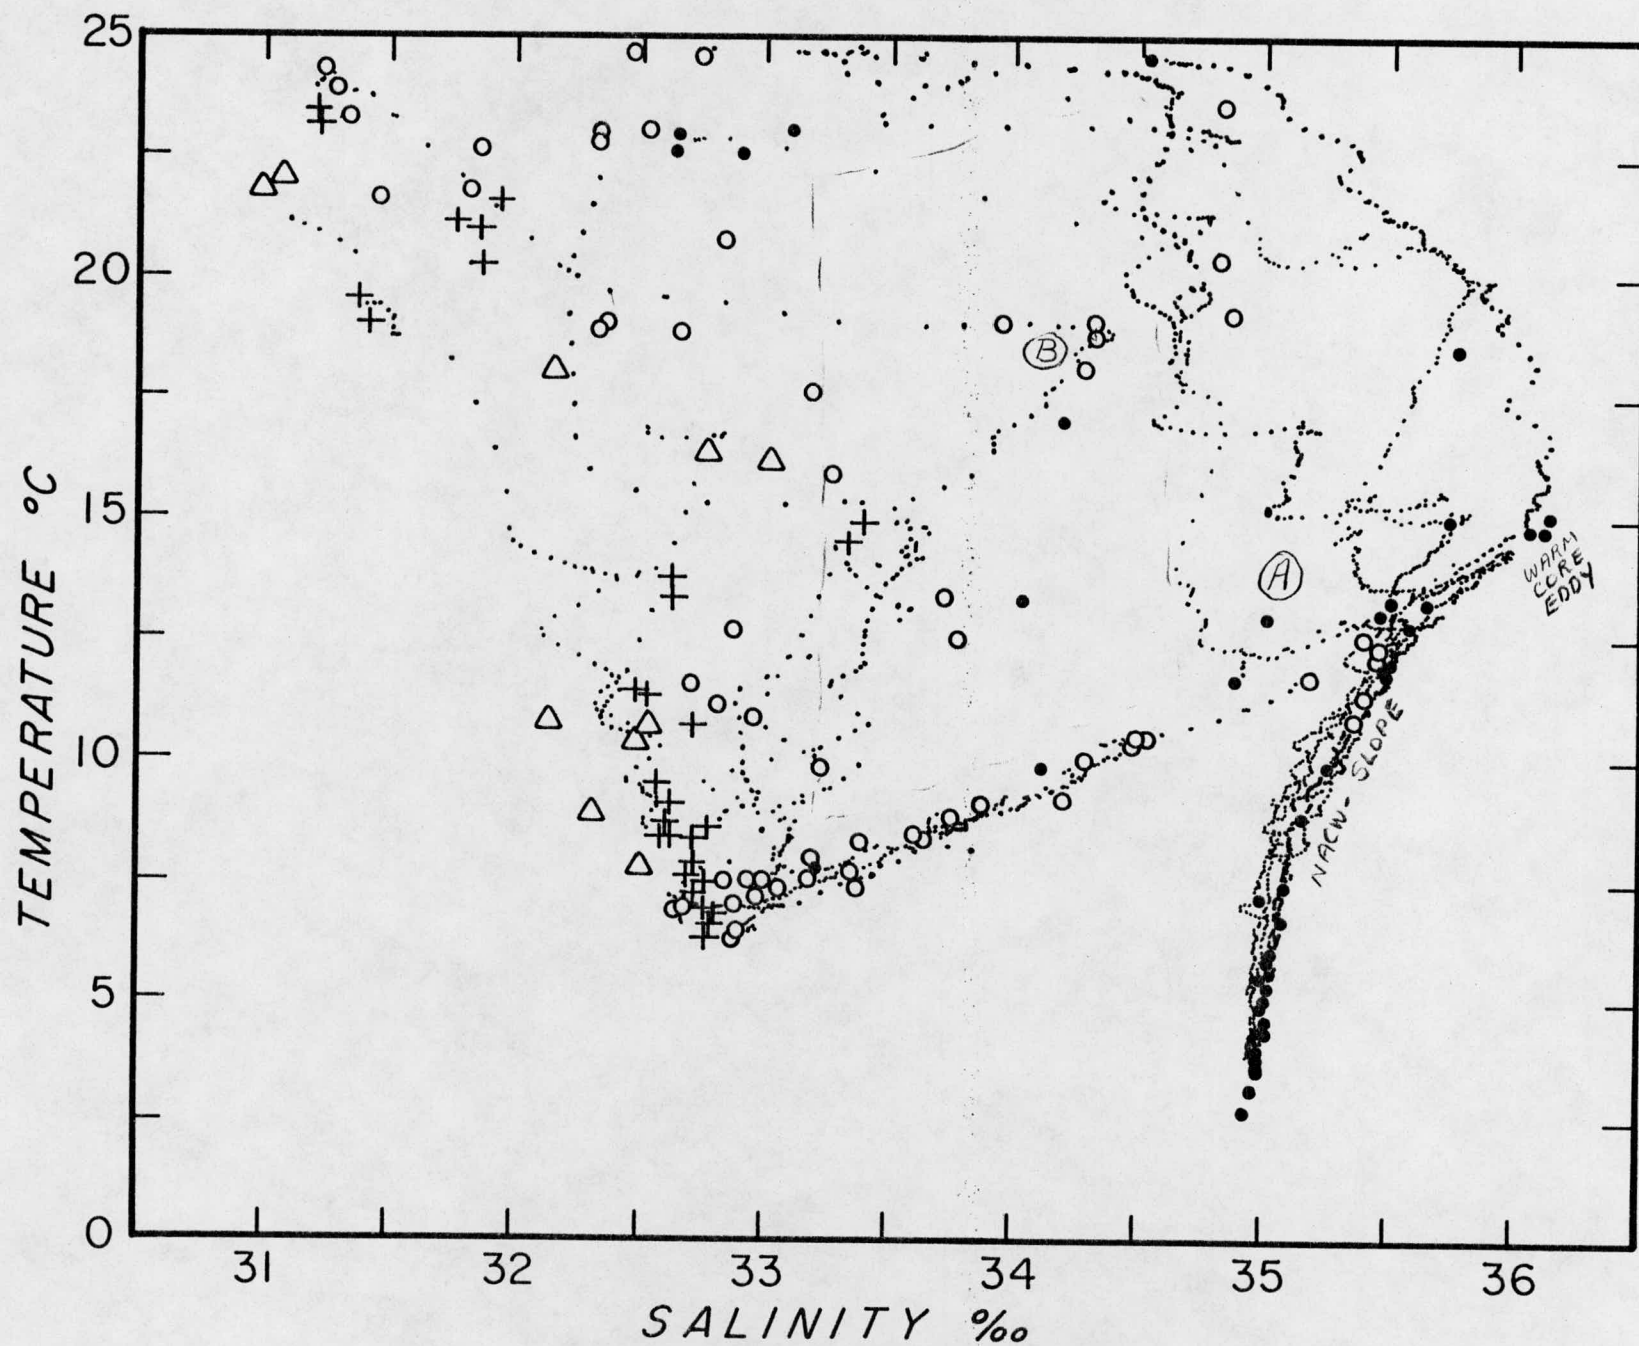 25
20
15
10
5
0
TEMPERATURE °C
31 32 33 34 35 36
SALINITY ‰
B
A
WARM
CORE
EDDY
NACW-SLOPE